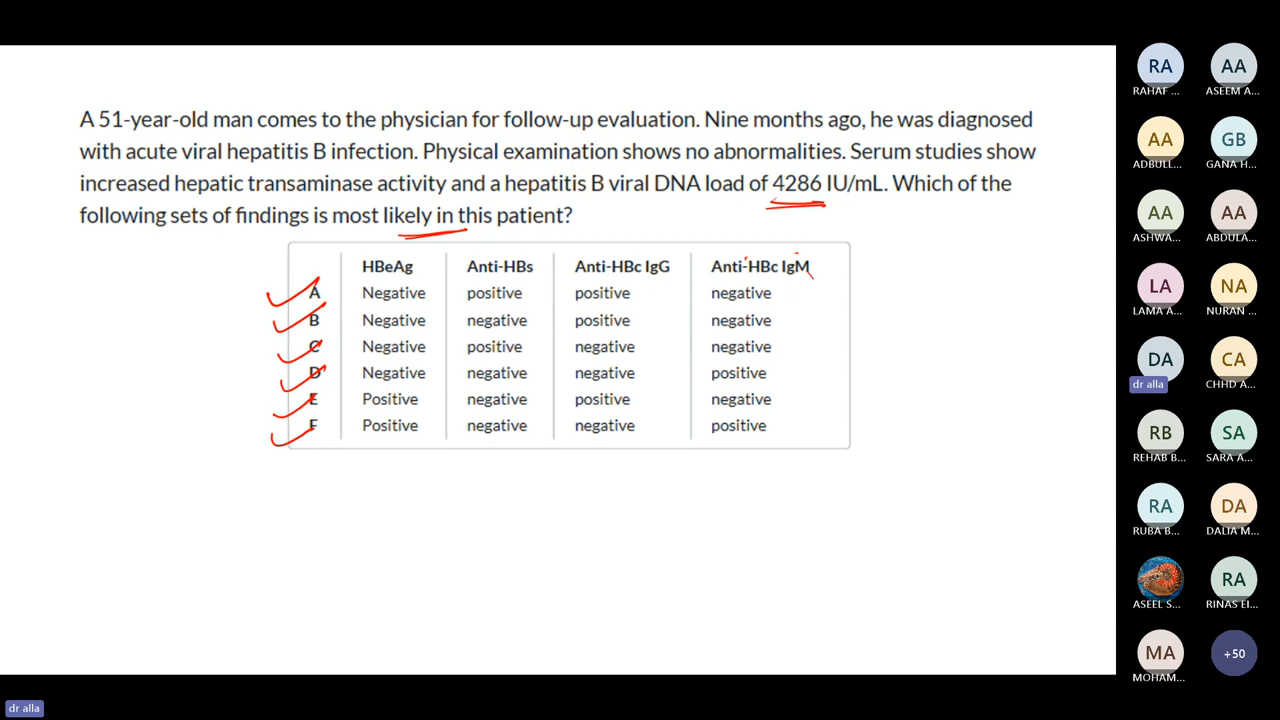 A 51-year-old man comes to the physician for follow-up evaluation. Nine months ago, he was diagnosed
with acute viral hepatitis B infection. Physical examination shows no abnormalities. Serum studies show
increased hepatic transaminase activity and a hepatitis B viral DNA load of 4286 IU/mL. Which of the
following sets of findings is most likely in this patient?
HBeAg Anti-HBs Anti-HBc IgG Anti-HBc IgM
A Negative positive positive negative
B Negative negative positive negative
C Negative positive negative negative
D Negative negative negative positive
E Positive negative positive negative
F Positive negative negative positive
RA AA
RAHAF ... ASEEM A...
AA GB
ADBULL... GANA H...
AA AA
ASHWA... ABDULA...
LA NA
LAMA A... NURAN ...
DA CA
dr alla CHHD A...
RB SA
REHAB B... SARA A...
RA DA
RUBA B... DALIA M...
RA
ASEEL S... RINAS EI...
MA +50
MOHAM...
dr alla